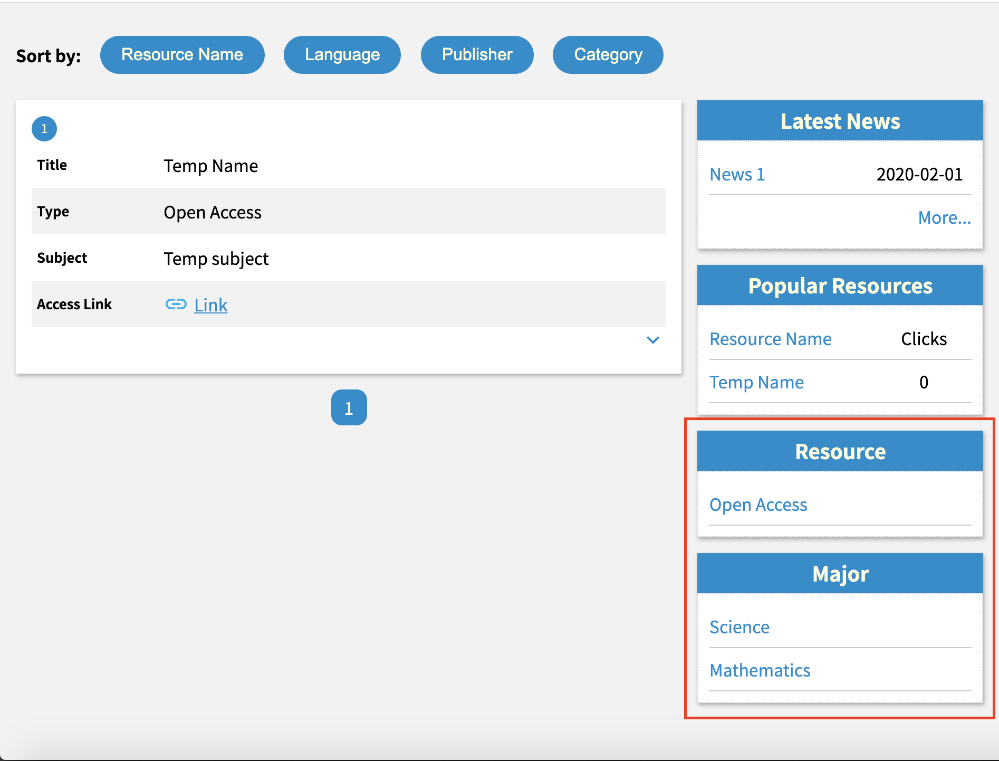 Sort by: Resource Name Language Publisher Category
1
Title Temp Name
Type Open Access
Subject Temp subject
Access Link Link
1
Latest News
News 1 2020-02-01
More...
Popular Resources
Resource Name Clicks
Temp Name 0
Resource
Open Access
Major
Science
Mathematics